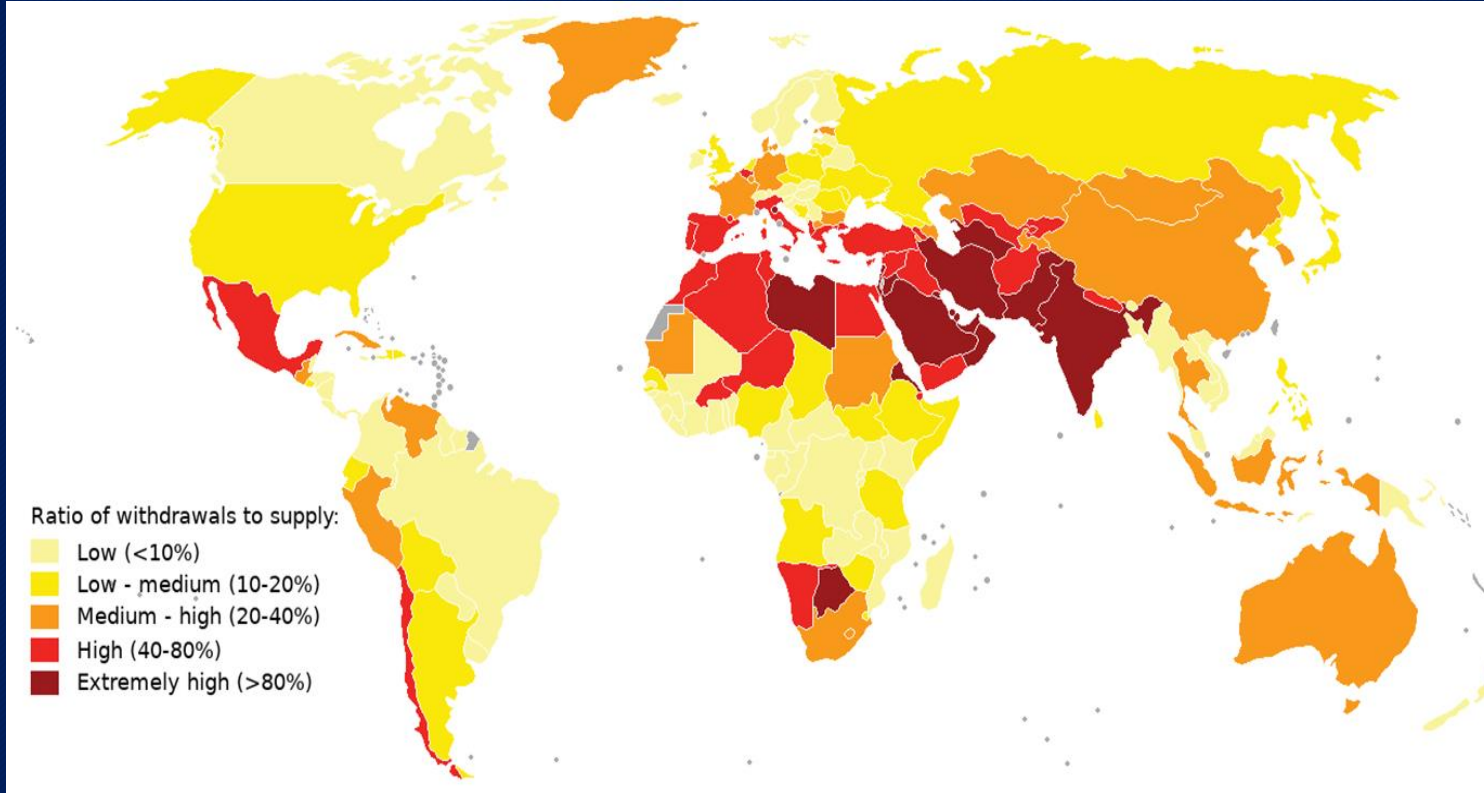 Ratio of withdrawals to supply:
Low (<10%)
Low - medium (10-20%)
Medium - high (20-40%)
High (40-80%)
Extremely high (>80%)